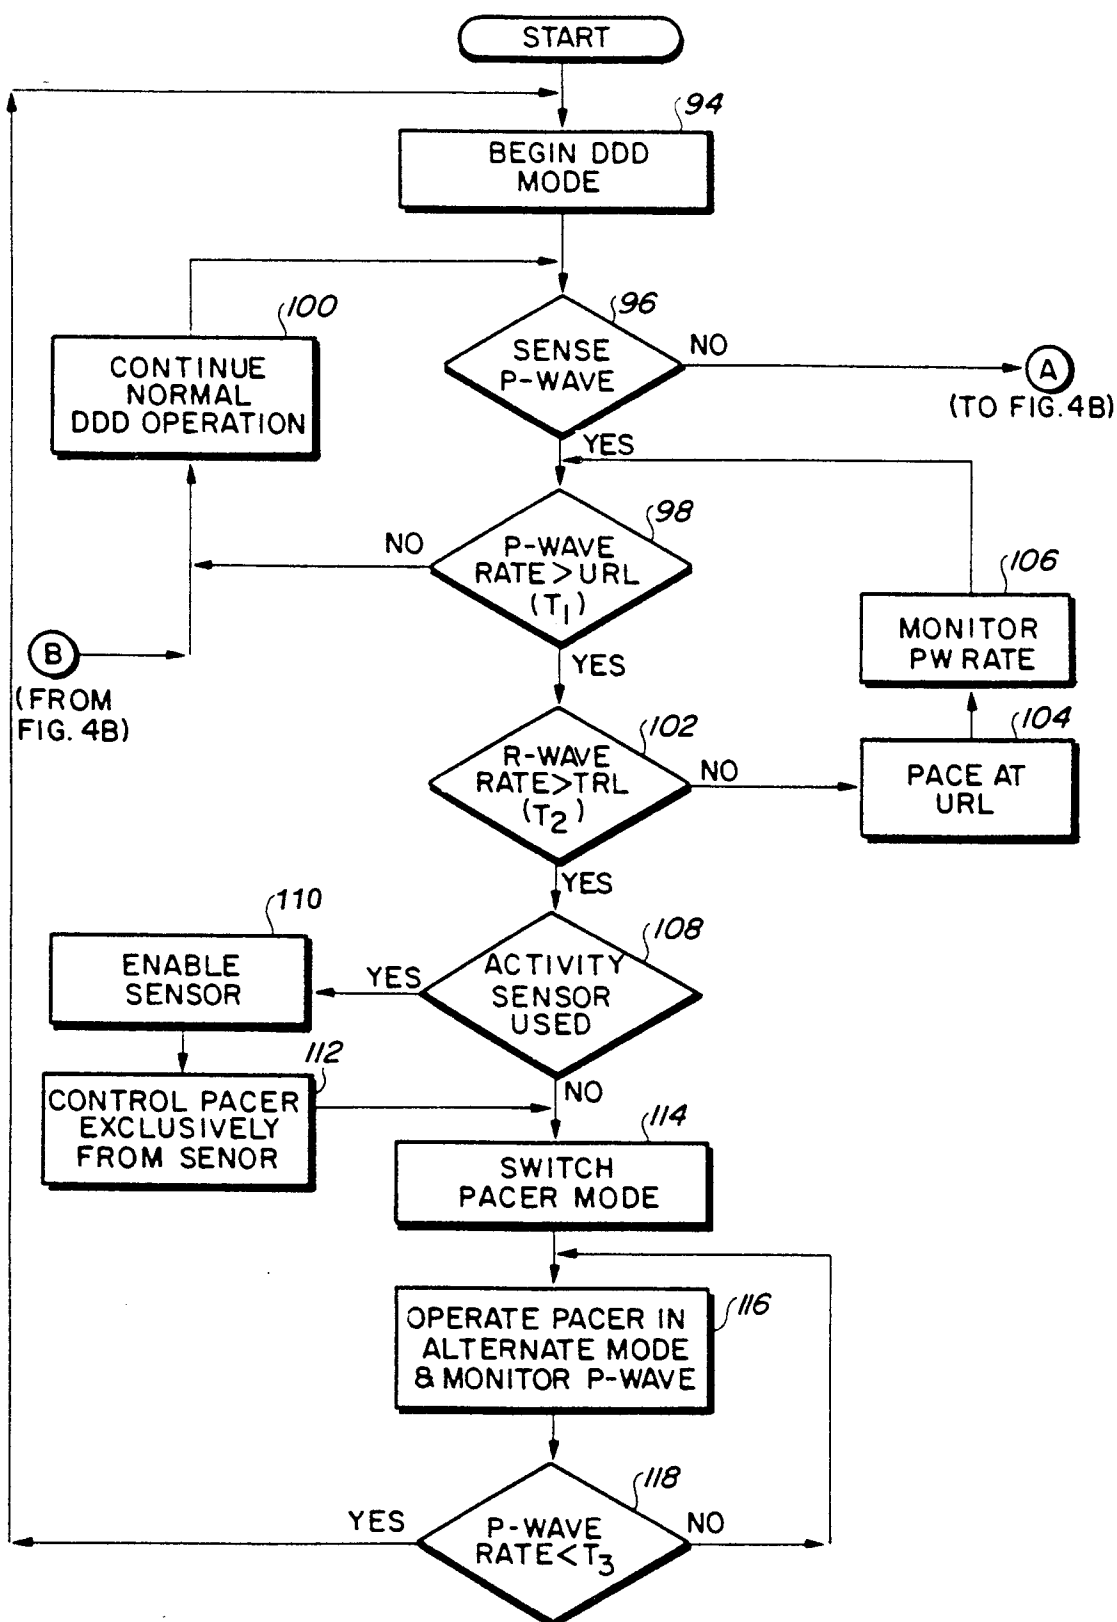 START
94
BEGIN DDD
MODE
96
SENSE
P-WAVE
NO
A
(TO FIG. 4B)
100
CONTINUE
NORMAL
DDD OPERATION
YES
98
P-WAVE
RATE>URL
(T1)
NO
B
(FROM
FIG. 4B)
YES
106
MONITOR
PW RATE
102
R-WAVE
RATE>TRL
(T2)
NO
104
PACE AT
URL
YES
108
ACTIVITY
SENSOR
USED
YES
110
ENABLE
SENSOR
112
CONTROL PACER
EXCLUSIVELY
FROM SENOR
NO
114
SWITCH
PACER MODE
116
OPERATE PACER IN
ALTERNATE MODE
& MONITOR P-WAVE
118
P-WAVE
RATE<T3
YES
NO